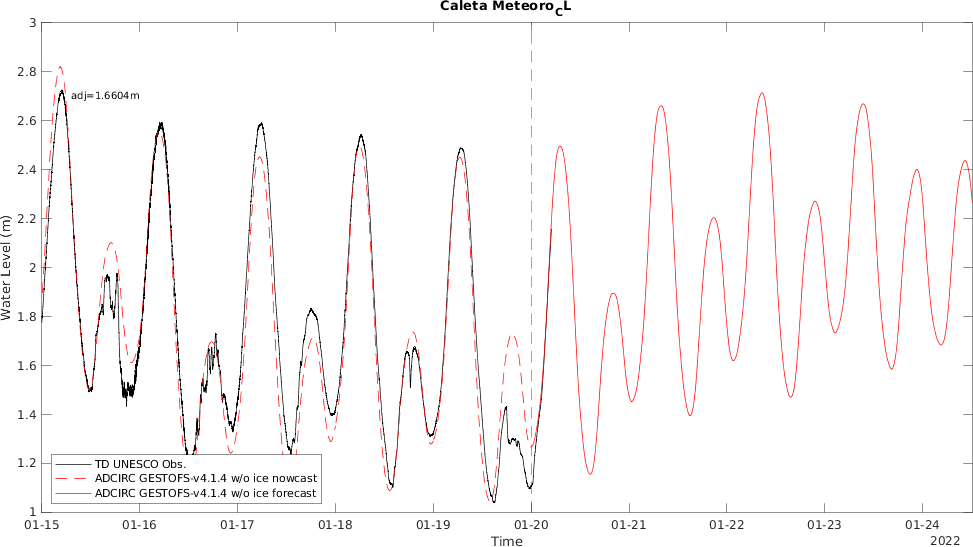 Caleta Meteoro_CL
3
2.8
2.6
2.4
2.2
2
1.8
1.6
1.4
1.2
1
Water Level (m)
adj=1.6604m
TD UNESCO Obs.
ADCIRC GESTOFS-v4.1.4 w/o ice nowcast
ADCIRC GESTOFS-v4.1.4 w/o ice forecast
01-15 01-16 01-17 01-18 01-19 01-20 01-21 01-22 01-23 01-24
Time
2022